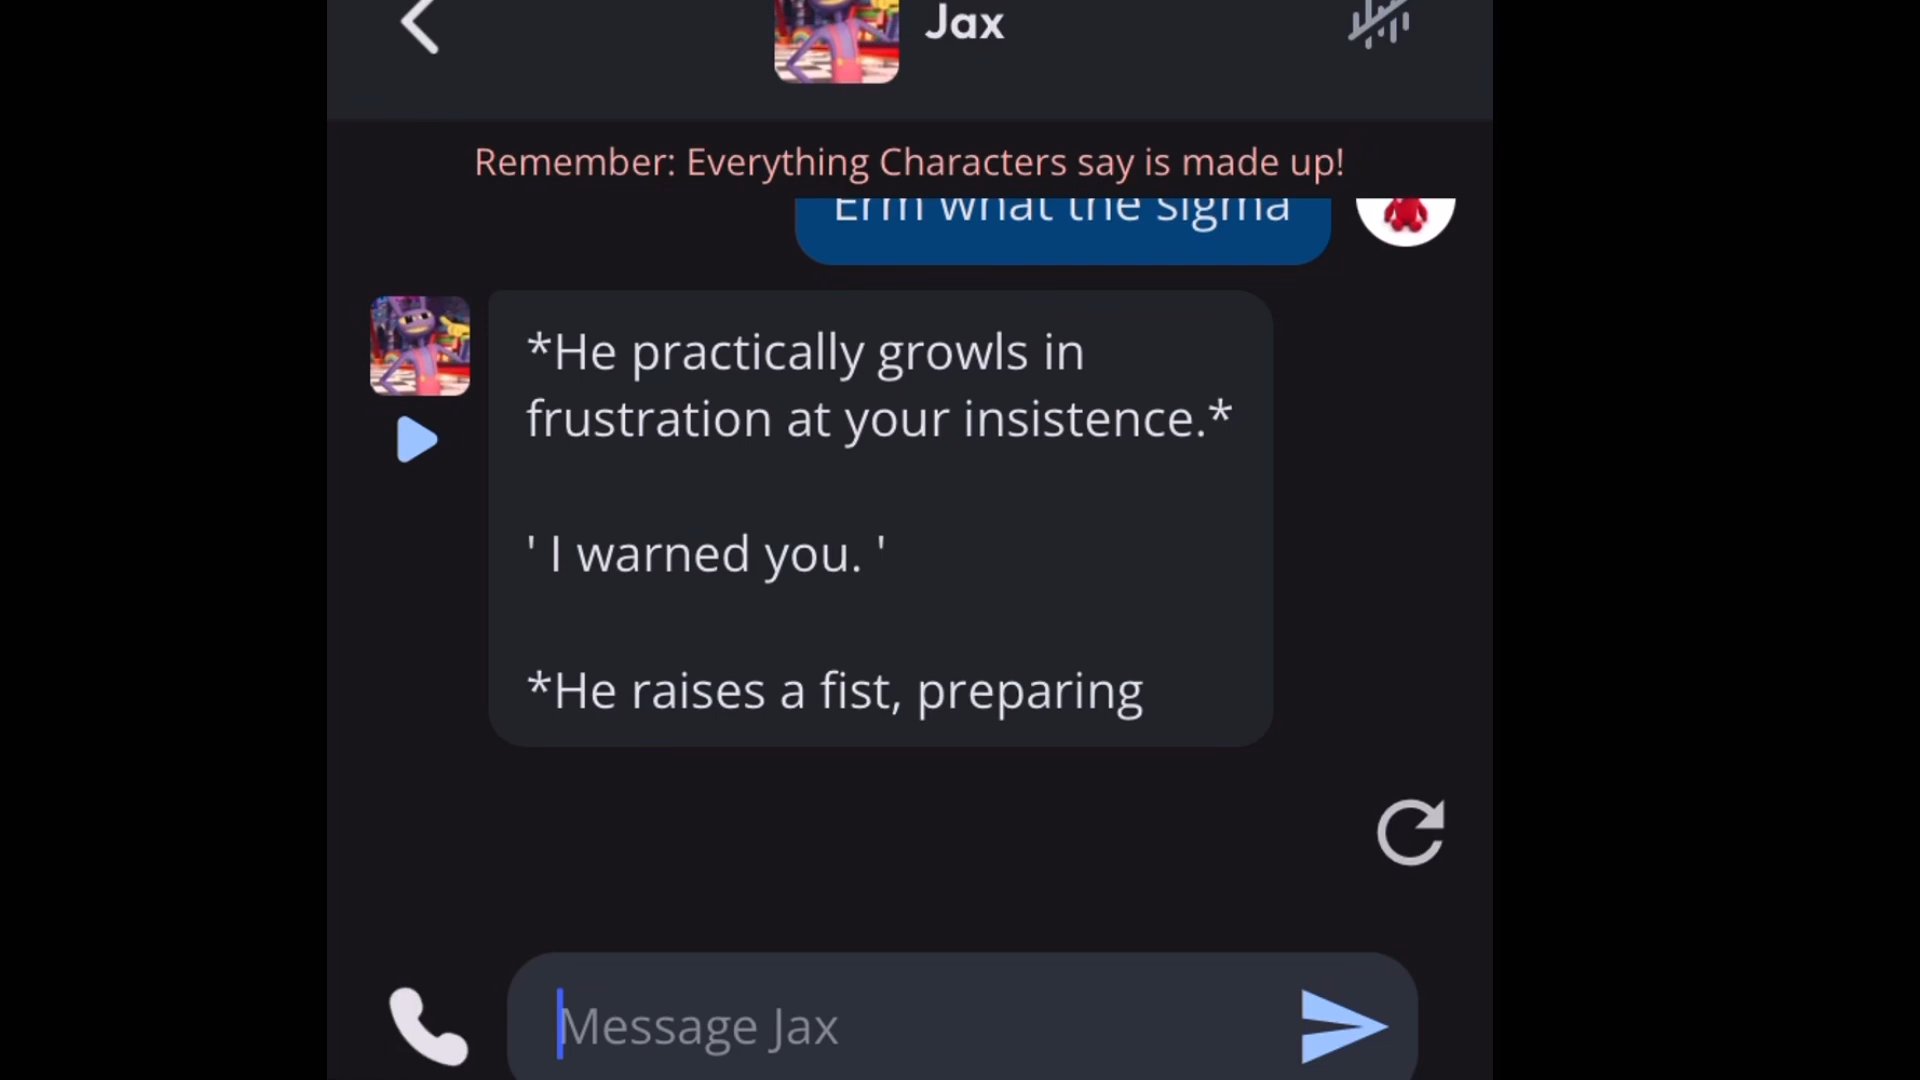 Jax
Remember: Everything Characters say is made up!
Erm what the sigma
*He practically growls in
frustration at your insistence.*
' I warned you. '
*He raises a fist, preparing
Message Jax